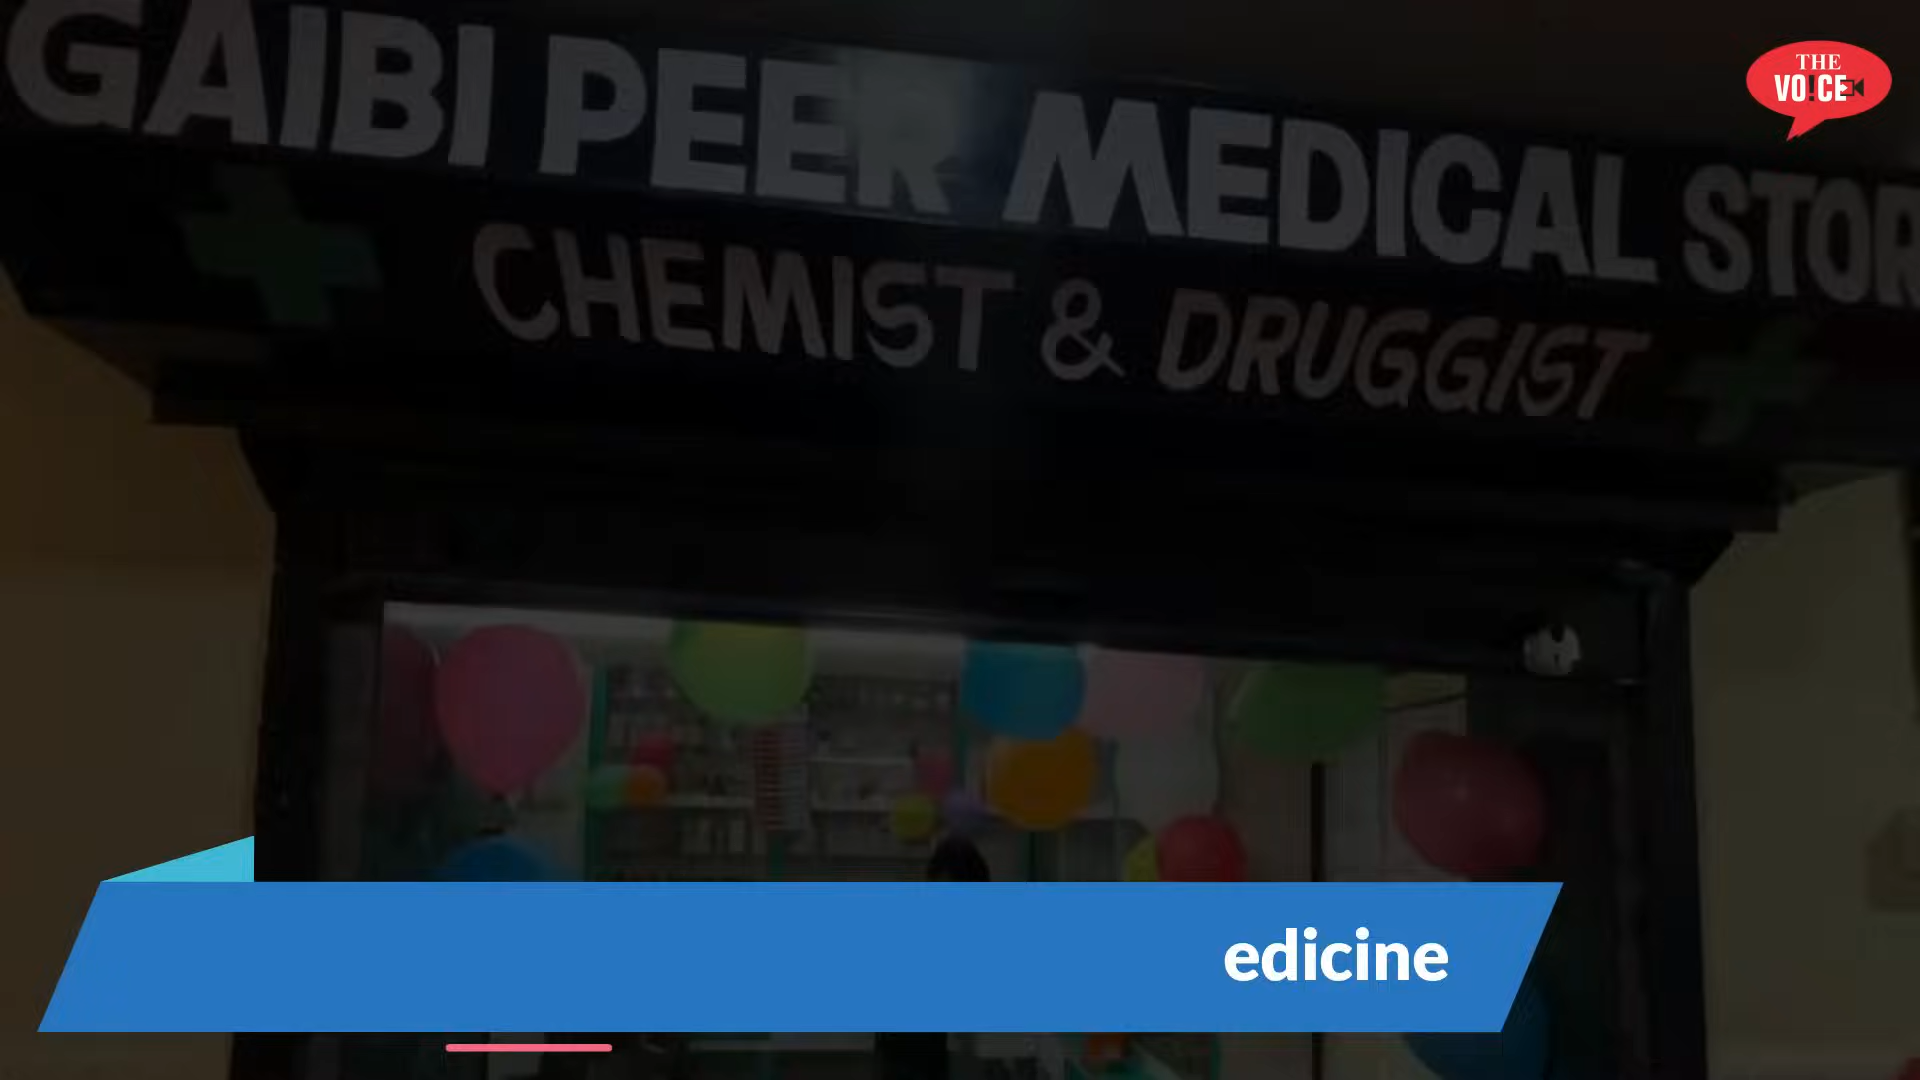 GAIBI PEER MEDICAL STOR
CHEMIST & DRUGGIST
THE
VO!CE
edicine